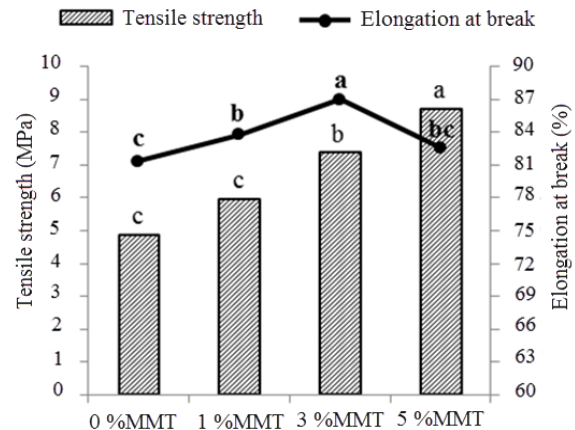 Tensile strength Elongation at break
10 90
9 87
8 84
7 81
6 78
5 75
4 72
3 69
2 66
1 63
0 60
Tensile strength (MPa)
Elongation at break (%)
c b a bc
c c b a
0 %MMT 1 %MMT 3 %MMT 5 %MMT